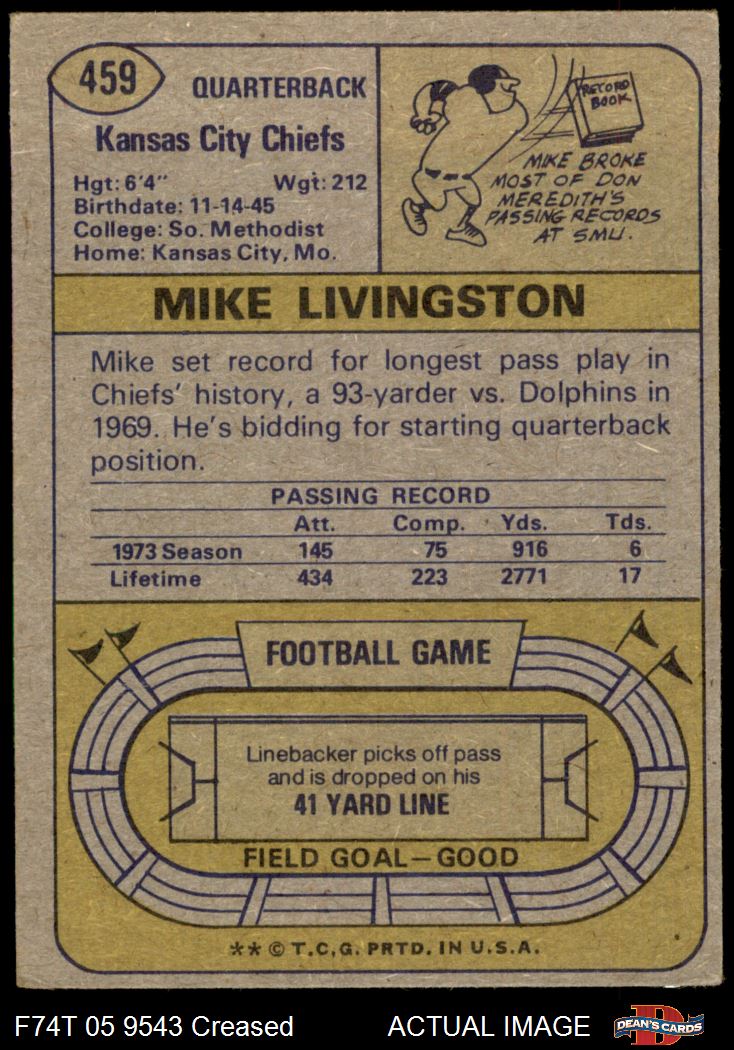 459
QUARTERBACK
Kansas City Chiefs
Hgt: 6'4" Wgt: 212
Birthdate: 11-14-45
College: So. Methodist
Home: Kansas City, Mo.
RECORD
BOOK
MIKE BROKE
MOST OF DON
MEREDITH'S
PASSING RECORDS
AT SMU.
MIKE LIVINGSTON
Mike set record for longest pass play in
Chiefs' history, a 93-yarder vs. Dolphins in
1969. He's bidding for starting quarterback
position.
PASSING RECORD
Att. Comp. Yds. Tds.
1973 Season 145 75 916 6
Lifetime 434 223 2771 17
FOOTBALL GAME
Linebacker picks off pass
and is dropped on his
41 YARD LINE
FIELD GOAL—GOOD
** © T.C.G. PRTD. IN U.S.A.
F74T 05 9543 Creased ACTUAL IMAGE
DEAN'S CARDS